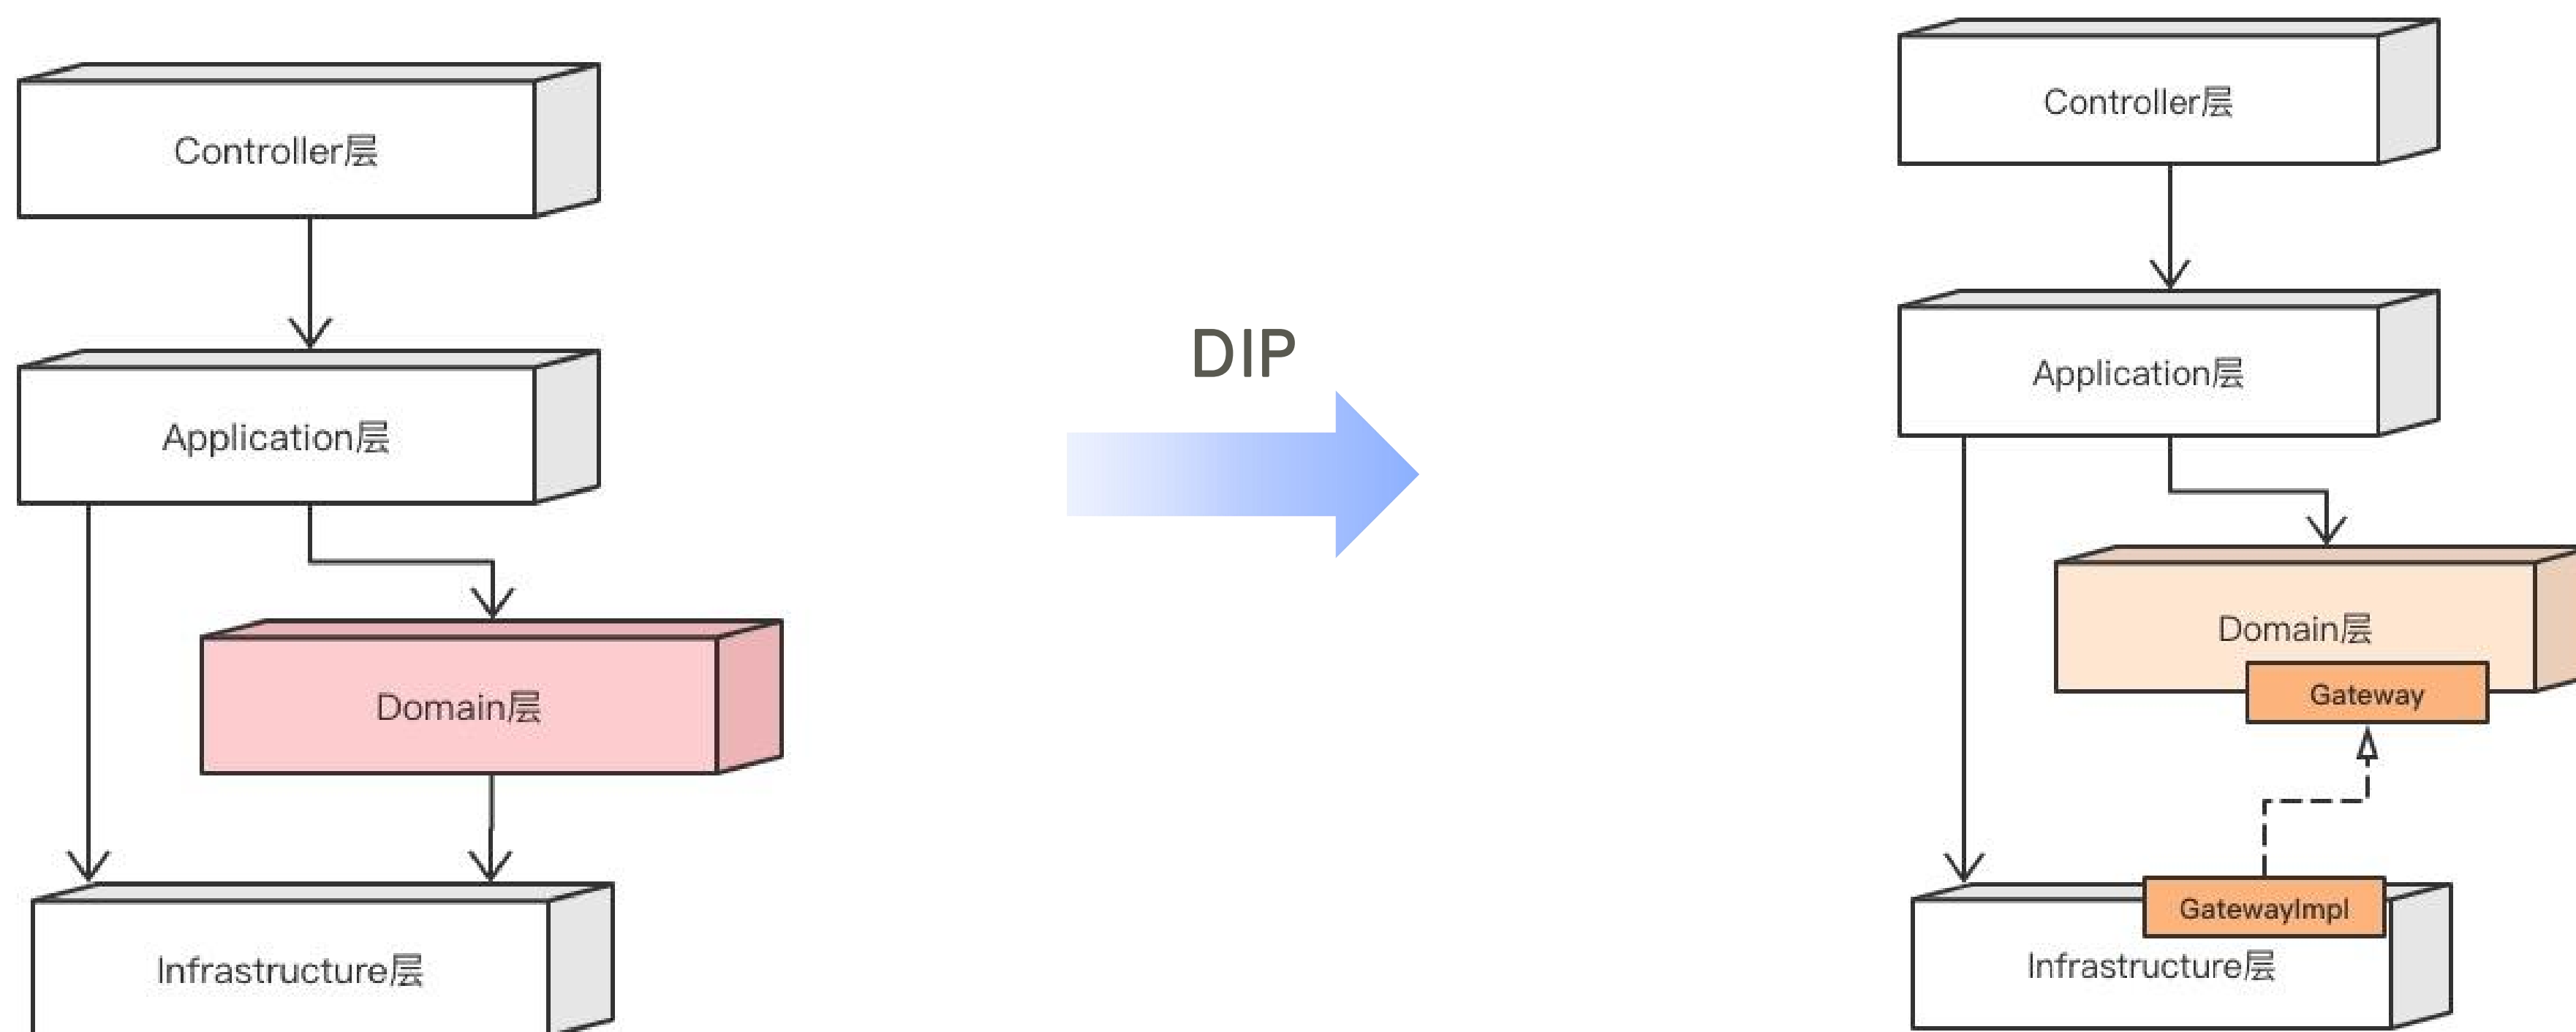 Controller层
Application层
Domain层
Infrastructure层
DIP
Controller层
Application层
Domain层
Gateway
GatewayImpl
Infrastructure层